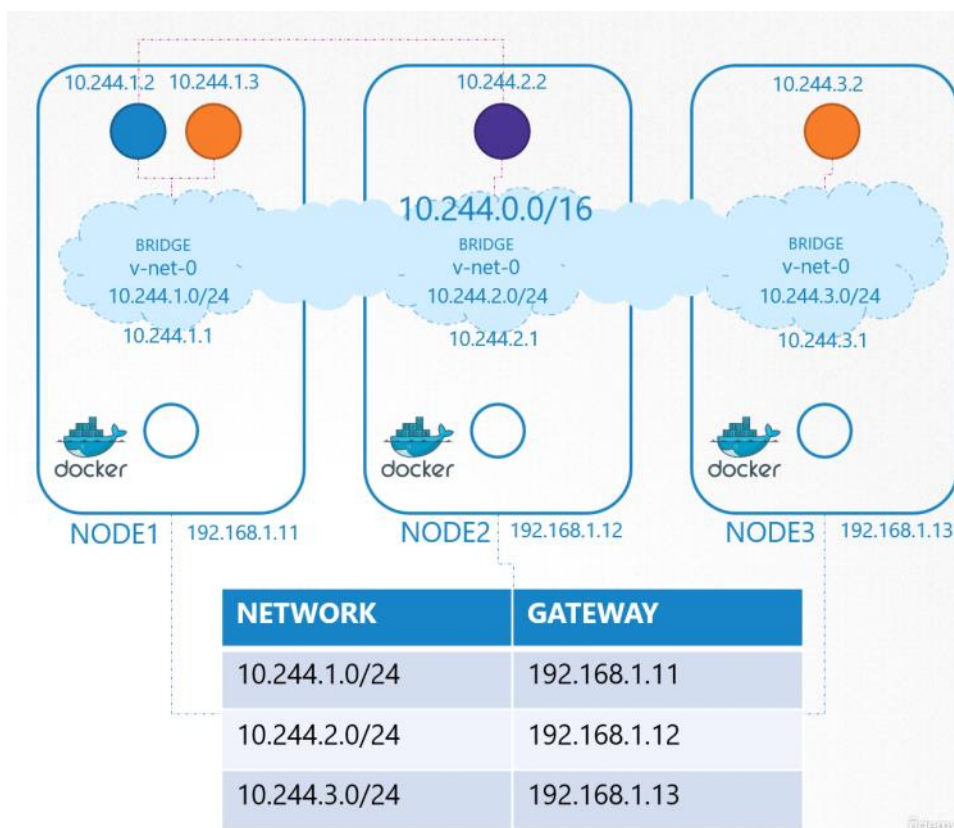 10.244.1.2 10.244.1.3
10.244.2.2
10.244.3.2
10.244.0.0/16
BRIDGE
v-net-0
10.244.1.0/24
10.244.1.1
BRIDGE
v-net-0
10.244.2.0/24
10.244.2.1
BRIDGE
v-net-0
10.244.3.0/24
10.244.3.1
docker
docker
docker
NODE1 192.168.1.11
NODE2 192.168.1.12
NODE3 192.168.1.13
NETWORK GATEWAY
10.244.1.0/24 192.168.1.11
10.244.2.0/24 192.168.1.12
10.244.3.0/24 192.168.1.13